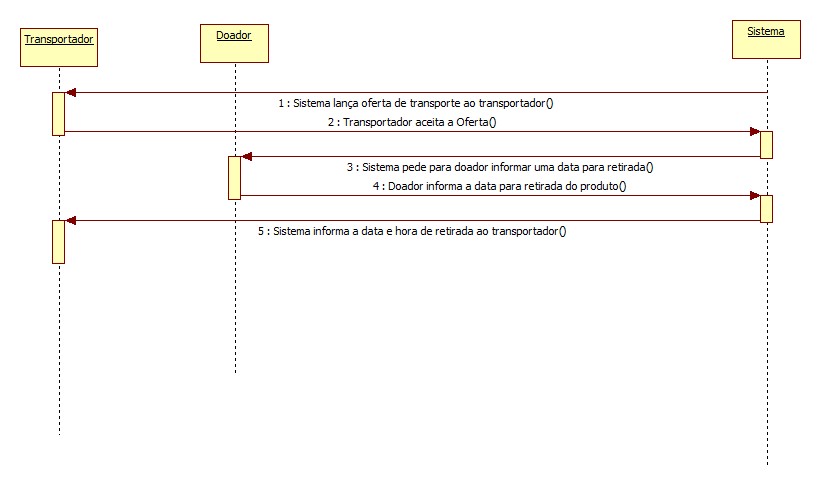 Transportador
Doador
Sistema
1 : Sistema lança oferta de transporte ao transportador()
2 : Transportador aceita a Oferta()
3 : Sistema pede para doador informar uma data para retirada()
4 : Doador informa a data para retirada do produto()
5 : Sistema informa a data e hora de retirada ao transportador()